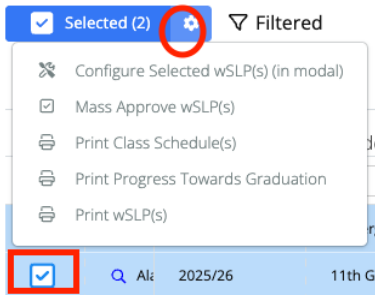 Selected (2) Filtered
Configure Selected wSLP(s) (in modal)
Mass Approve wSLP(s)
Print Class Schedule(s)
Print Progress Towards Graduation
Print wSLP(s)
2025/26 11th